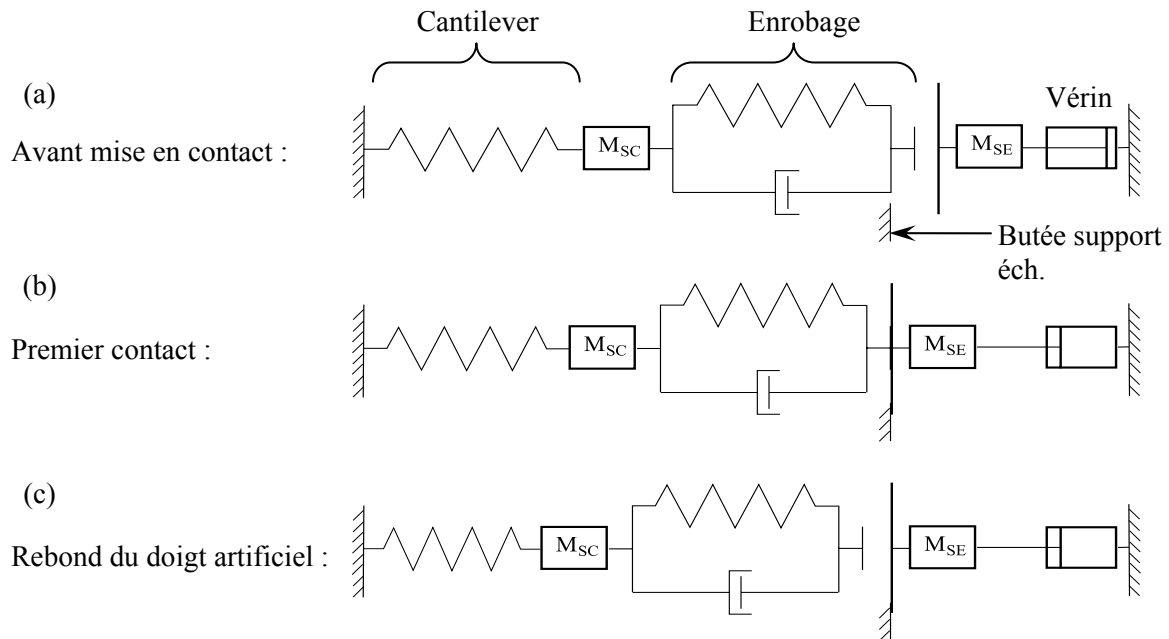 Cantilever
Enrobage
(a)
Vérin
Avant mise en contact :
M_SC
M_SE
Butée support
éch.
(b)
Premier contact :
M_SC
M_SE
(c)
Rebond du doigt artificiel :
M_SC
M_SE